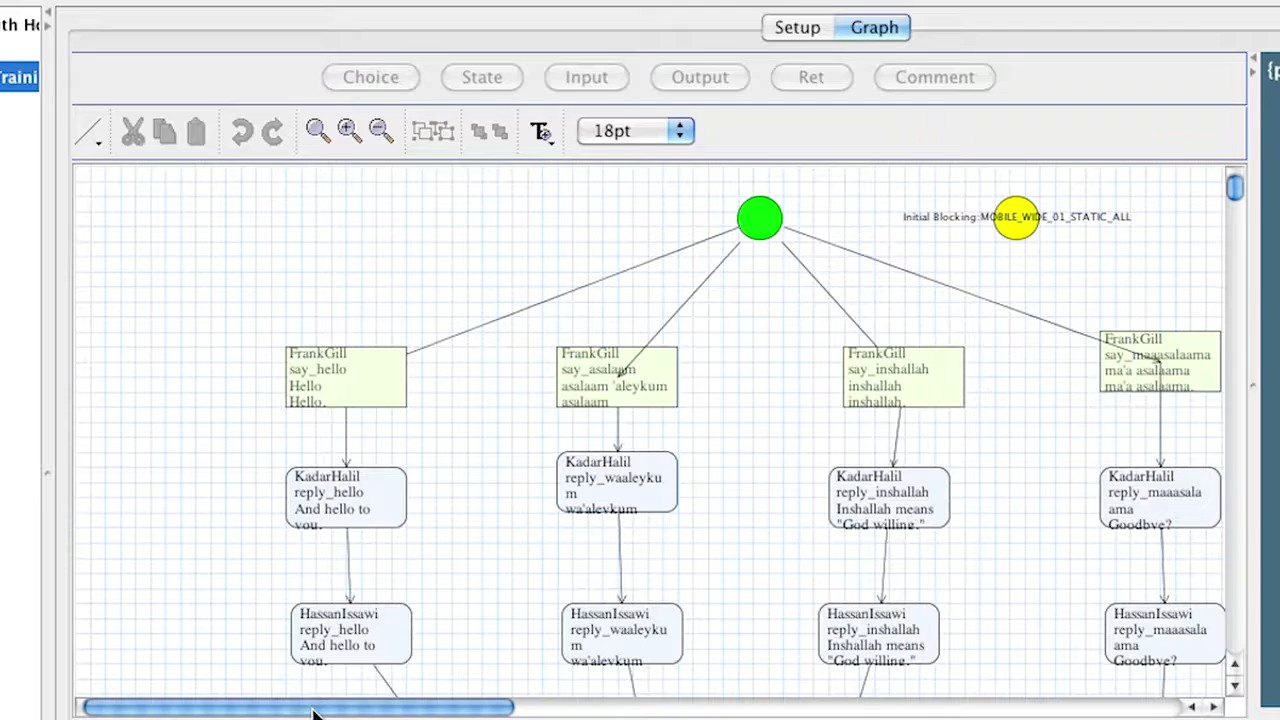 ith Ho
Setup Graph
Traini
Choice State Input Output Ret Comment
18pt
Initial Blocking:MOBILE_WIDE_01_STATIC_ALL
FrankGill
say_hello
Hello
Hello.
FrankGill
say_asalaam
asalaam 'aleykum
asalaam
FrankGill
say_inshallah
inshallah
inshallah.
FrankGill
say_maaasalaama
ma'a asalaama
ma'a asalaama.
KadarHalil
reply_hello
And hello to
you.
KadarHalil
reply_waaleyku
m
wa'aleykum
KadarHalil
reply_inshallah
Inshallah means
"God willing."
KadarHalil
reply_maaasala
ama
Goodbye?
HassanIssawi
reply_hello
And hello to
you.
HassanIssawi
reply_waaleyku
m
wa'aleykum
HassanIssawi
reply_inshallah
Inshallah means
"God willing."
HassanIssawi
reply_maaasala
ama
Goodbye?